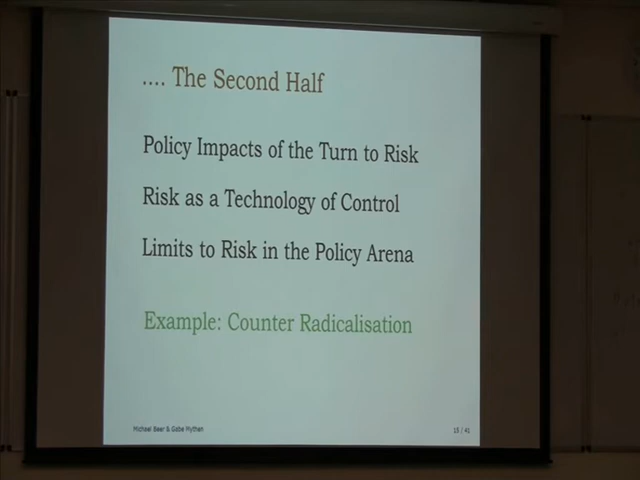 .... The Second Half
Policy Impacts of the Turn to Risk
Risk as a Technology of Control
Limits to Risk in the Policy Arena
Example: Counter Radicalisation
Michael Beer & Gabe Mythen
15 / 41